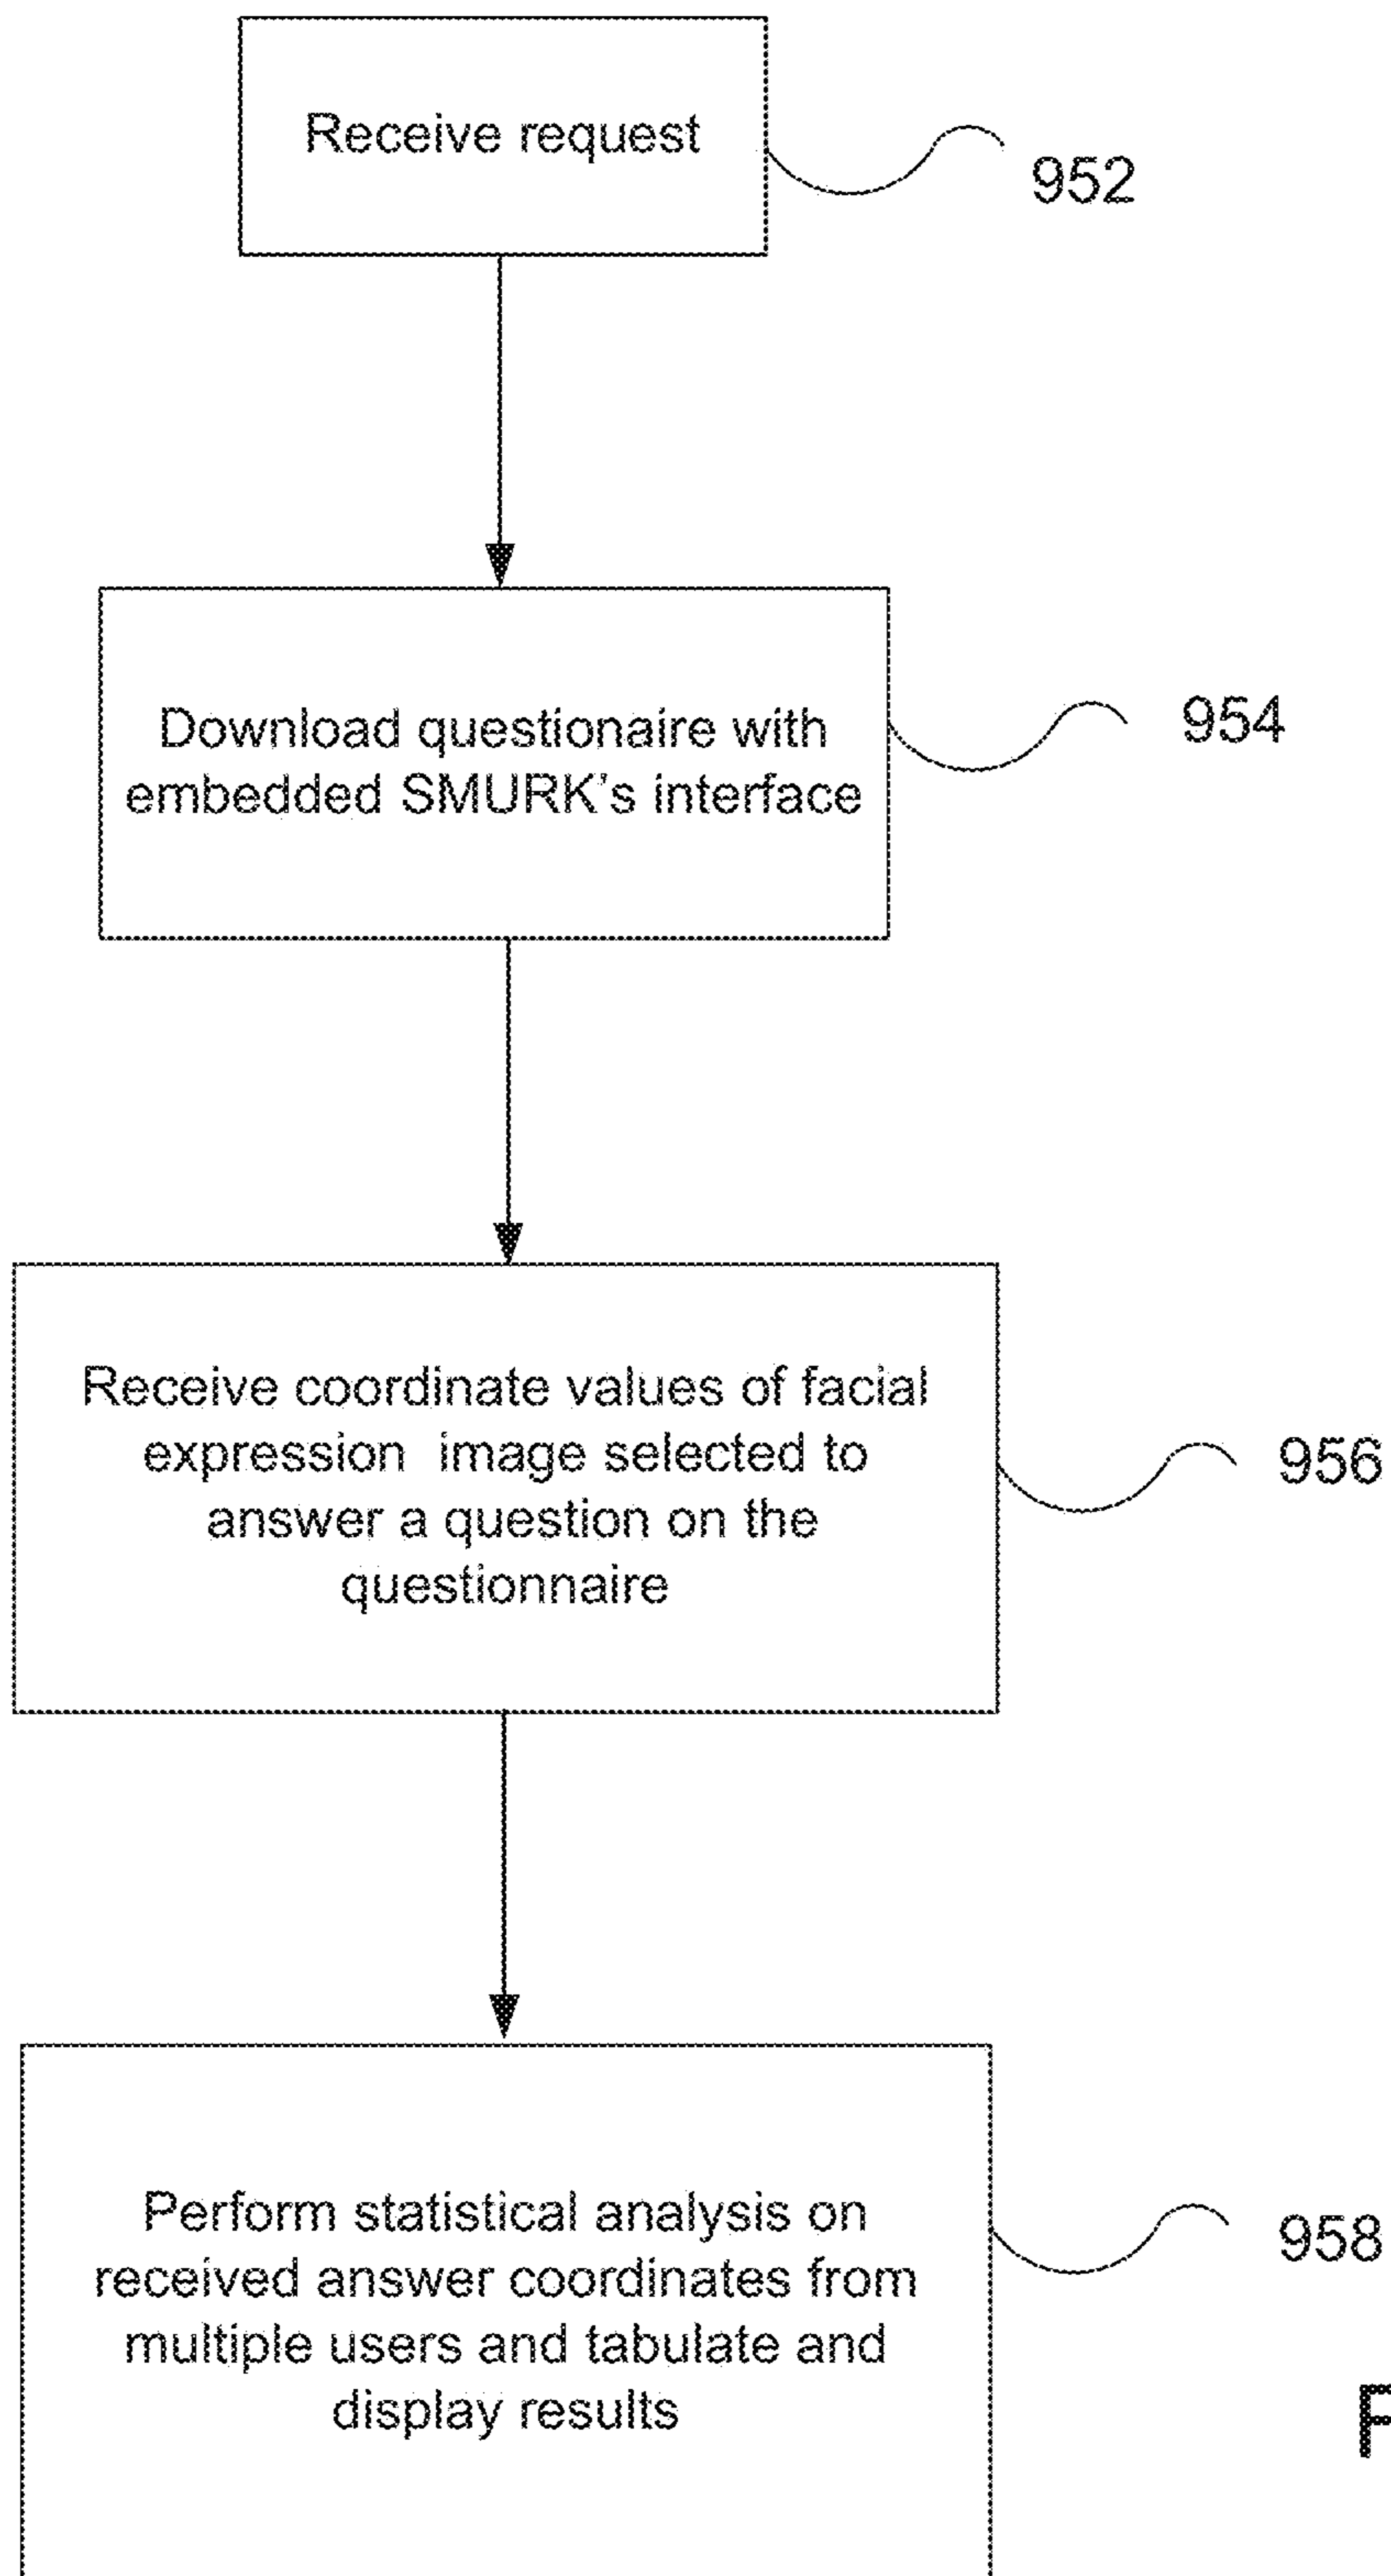 Receive request
952
Download questionaire with
embedded SMURK's interface
954
Receive coordinate values of facial
expression image selected to
answer a question on the
questionnaire
956
Perform statistical analysis on
received answer coordinates from
multiple users and tabulate and
display results
958
F